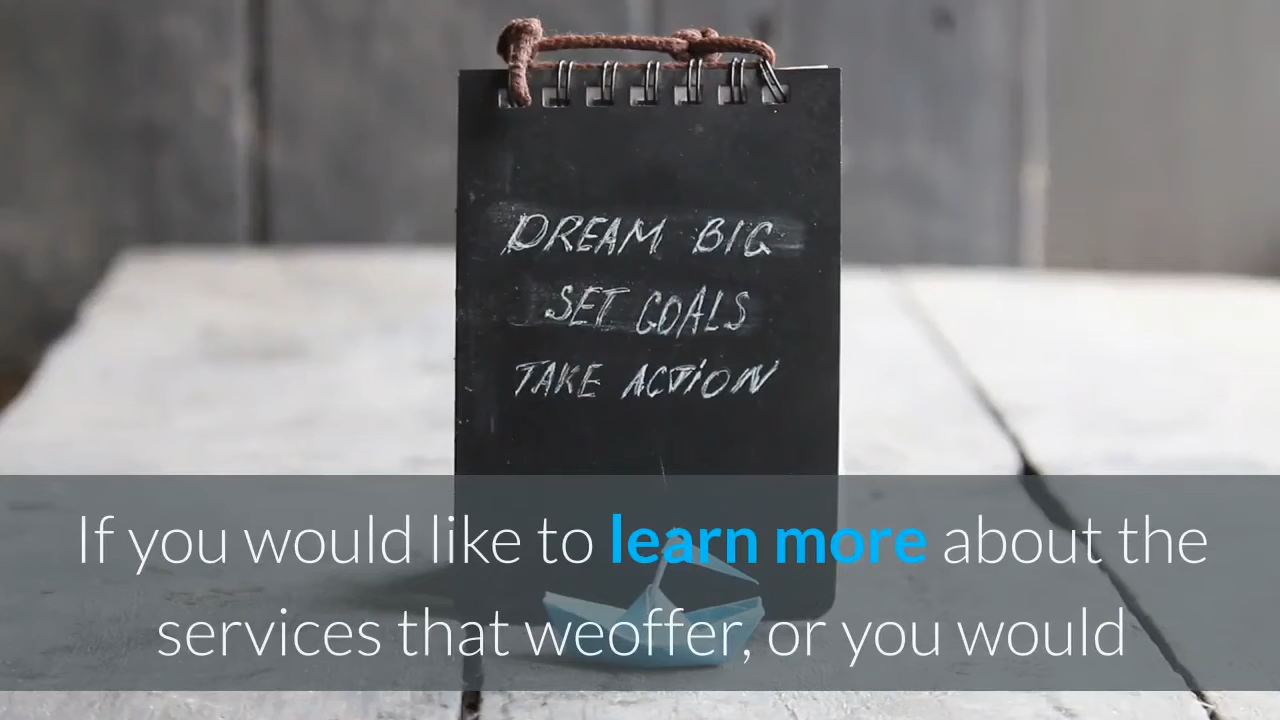 DREAM BIG
SET GOALS
TAKE ACTION
If you would like to learn more about the
services that weoffer, or you would